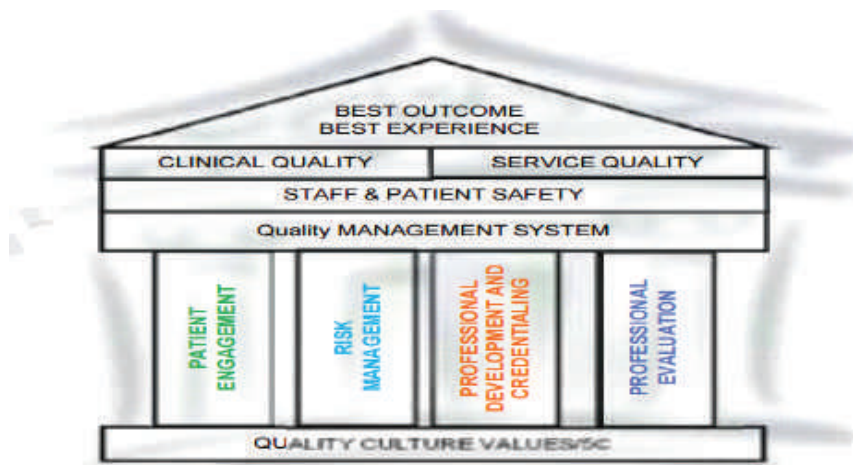 BEST OUTCOME
BEST EXPERIENCE
CLINICAL QUALITY
SERVICE QUALITY
STAFF & PATIENT SAFETY
Quality MANAGEMENT SYSTEM
PATIENT
ENGAGEMENT
RISK
MANAGEMENT
PROFESSIONAL
DEVELOPMENT AND
CREDENTIALING
PROFESSIONAL
EVALUATION
QUALITY CULTURE VALUES/5C